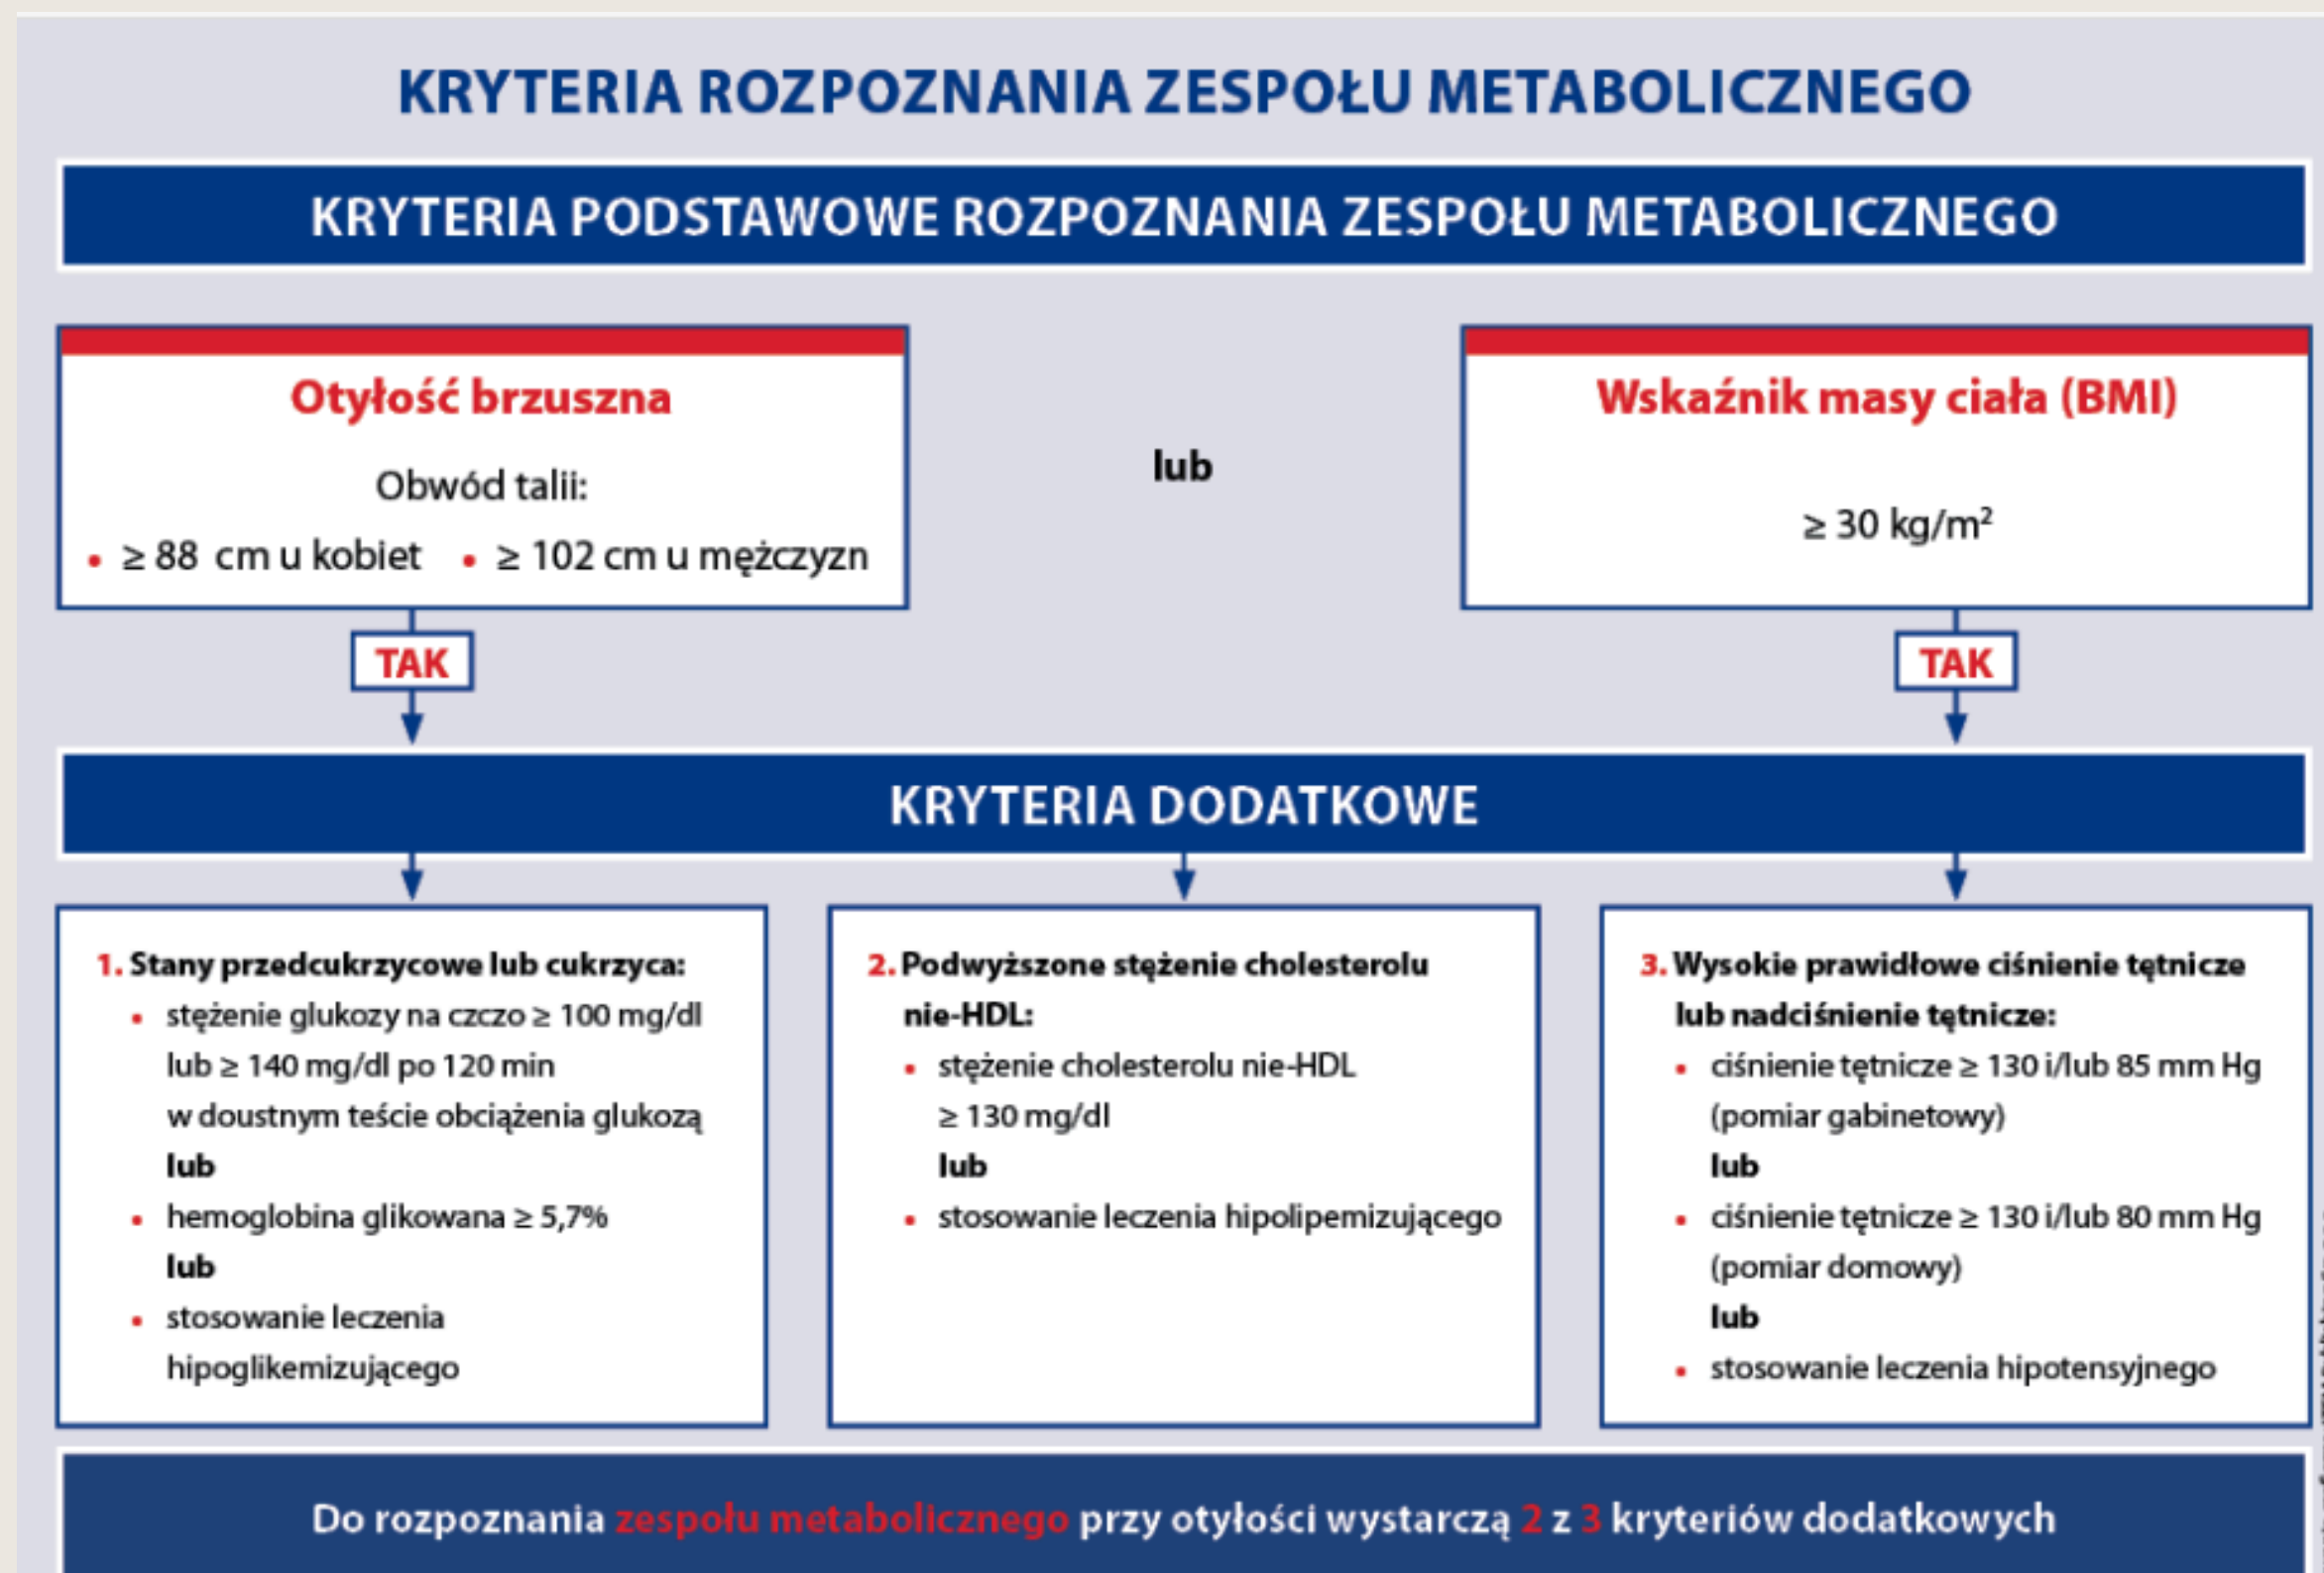 KRYTERIA ROZPOZNANIA ZESPOŁU METABOLICZNEGO
KRYTERIA PODSTAWOWE ROZPOZNANIA ZESPOŁU METABOLICZNEGO
Otyłość brzuszna
Obwód talii:
• ≥ 88 cm u kobiet • ≥ 102 cm u mężczyzn
lub
Wskaźnik masy ciała (BMI)
≥ 30 kg/m²
TAK
TAK
KRYTERIA DODATKOWE
1. Stany przedcukrzycowe lub cukrzyca:
• stężenie glukozy na czczo ≥ 100 mg/dl
lub ≥ 140 mg/dl po 120 min
w doustnym teście obciążenia glukozą
lub
• hemoglobina glikowana ≥ 5,7%
lub
• stosowanie leczenia
hipoglikemizującego
2. Podwyższone stężenie cholesterolu
nie-HDL:
• stężenie cholesterolu nie-HDL
≥ 130 mg/dl
lub
• stosowanie leczenia hipolipemizującego
3. Wysokie prawidłowe ciśnienie tętnicze
lub nadciśnienie tętnicze:
• ciśnienie tętnicze ≥ 130 i/lub 85 mm Hg
(pomiar gabinetowy)
lub
• ciśnienie tętnicze ≥ 130 i/lub 80 mm Hg
(pomiar domowy)
lub
• stosowanie leczenia hipotensyjnego
Do rozpoznania zespołu metabolicznego przy otyłości wystarczą 2 z 3 kryteriów dodatkowych